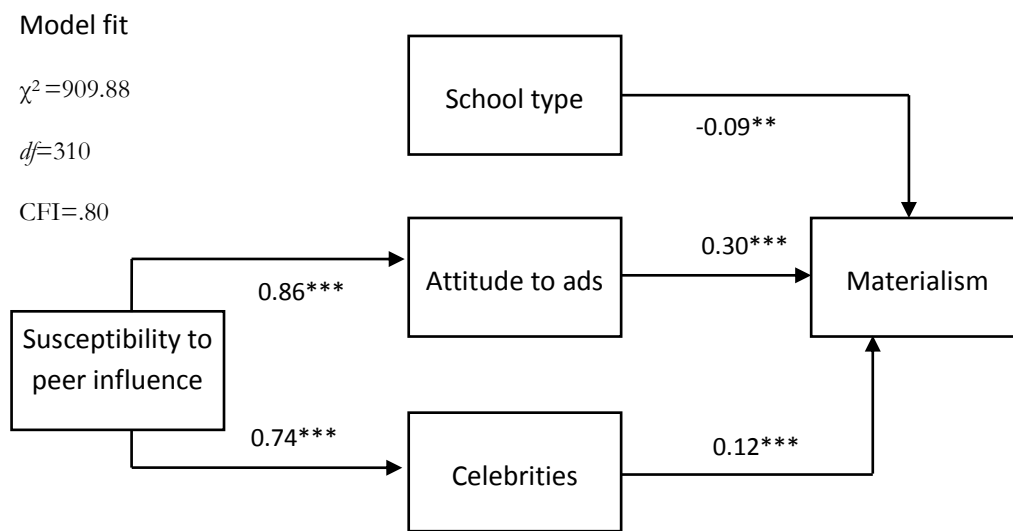 Model fit
χ² =909.88
df=310
CFI=.80
School type
-0.09**
Attitude to ads
0.30***
Materialism
0.86***
Susceptibility to
peer influence
0.74***
Celebrities
0.12***